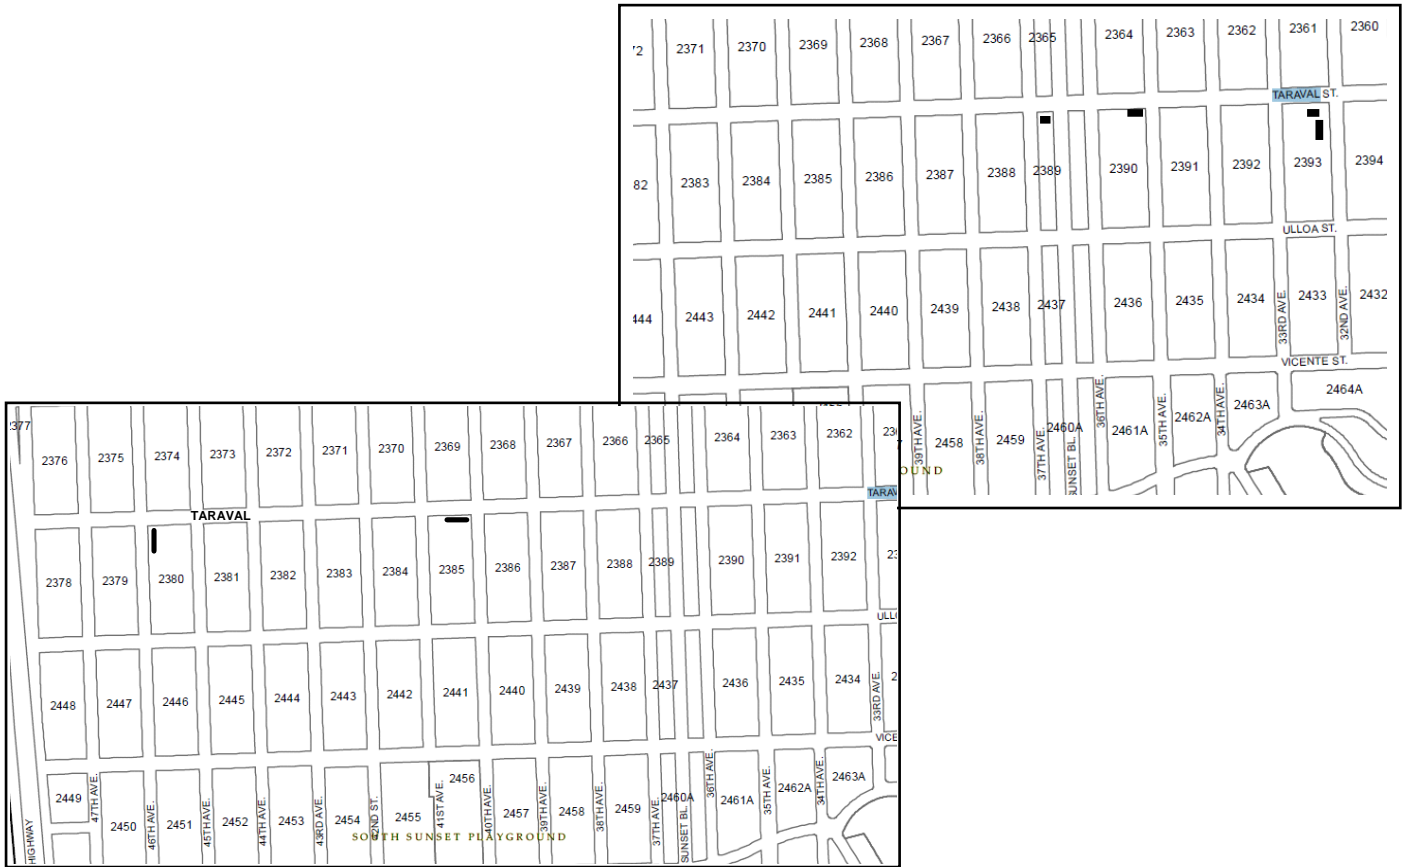 2371 2370 2369 2368 2367 2366 2365 2364 2363 2362 2361 2360
TARAVAL ST.
82 2383 2384 2385 2386 2387 2388 2389 2390 2391 2392 2393 2394
ULLOA ST.
444 2443 2442 2441 2440 2439 2438 2437 2436 2435 2434 2433 2432
33RD AVE.
32ND AVE.
VICENTE ST.
2458 2459 2460A 2461A 2462A 2463A 2464A
39TH AVE.
38TH AVE.
37TH AVE.
SUNSET BL.
36TH AVE.
35TH AVE.
34TH AVE.
OUND
2377 2376 2375 2374 2373 2372 2371 2370 2369 2368 2367 2366 2365 2364 2363 2362
TARAV
TARAVAL
2378 2379 2380 2381 2382 2383 2384 2385 2386 2387 2388 2389 2390 2391 2392
2448 2447 2446 2445 2444 2443 2442 2441 2440 2439 2438 2437 2436 2435 2434
33RD AVE.
VICE
2449 2450 2451 2452 2453 2454 2455 2456 2457 2458 2459 2460A 2461A 2462A 2463A
HIGHWAY
47TH AVE.
46TH AVE.
45TH AVE.
44TH AVE.
43RD AVE.
42ND ST.
41ST AVE.
40TH AVE.
39TH AVE.
38TH AVE.
37TH AVE.
SUNSET BL.
36TH AVE.
35TH AVE.
34TH AVE.
SOUTH SUNSET PLAYGROUND